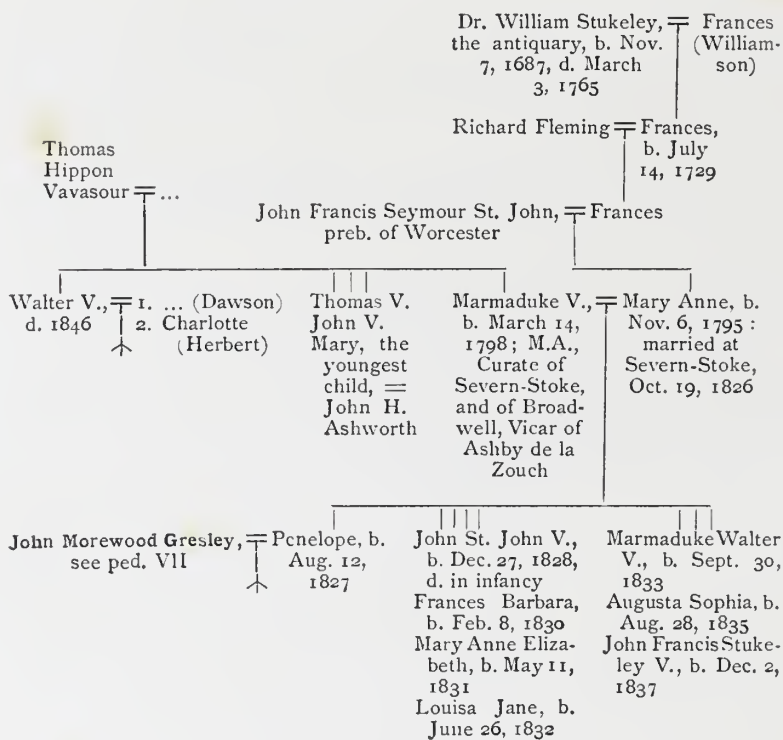 Dr. William Stukeley, = Frances
the antiquary, b. Nov. (William-
7, 1687, d. March son)
3, 1765
Richard Fleming = Frances,
b. July
14, 1729
Thomas
Hippon
Vavasour = ...
John Francis Seymour St. John, = Frances
preb. of Worcester
Walter V., = 1. ... (Dawson)
d. 1846 2. Charlotte
(Herbert)
Thomas V.
John V.
Mary, the
youngest
child, =
John H.
Ashworth
Marmaduke V., =
b. March 14,
1798; M.A.,
Curate of
Severn-Stoke,
and of Broad-
well, Vicar of
Ashby de la
Zouch
Mary Anne, b.
Nov. 6, 1795 :
married at
Severn-Stoke,
Oct. 19, 1826
John Morewood Gresley, =
see ped. VII
Penelope, b.
Aug. 12,
1827
John St. John V.,
b. Dec. 27, 1828,
d. in infancy
Frances Barbara,
b. Feb. 8, 1830
Mary Anne Eliza-
beth, b. May 11,
1831
Louisa Jane, b.
June 26, 1832
Marmaduke Walter
V., b. Sept. 30,
1833
Augusta Sophia, b.
Aug. 28, 1835
John Francis Stuke-
ley V., b. Dec. 2,
1837